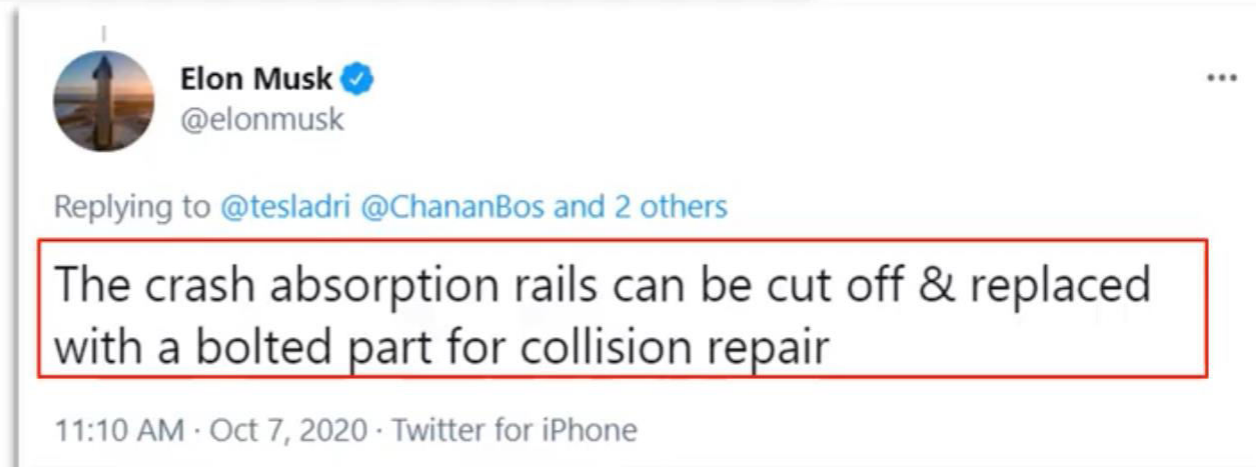 Elon Musk
@elonmusk
Replying to @tesladri @ChananBos and 2 others
The crash absorption rails can be cut off & replaced
with a bolted part for collision repair
11:10 AM · Oct 7, 2020 · Twitter for iPhone